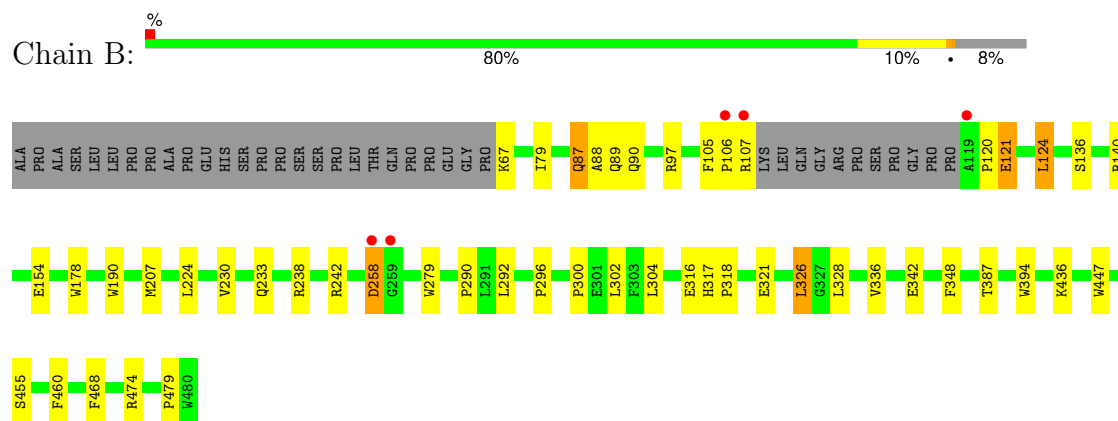 %
Chain B:
80% 10% • 8%
ALA PRO ALA SER LEU LEU PRO PRO ALA PRO GLU HIS SER PRO PRO SER SER PRO LEU THR GLN PRO PRO GLU GLY PRO K67 I79 Q87 A88 Q89 Q90 R97 F105 P106 R107 LYS LEU GLN GLY ARG PRO SER PRO GLY PRO PRO A119 P120 E121 L124 S136 R140
E154 W178 W190 M207 L224 V230 Q233 R238 R242 D258 G259 W279 P290 L291 L292 P296 P300 E301 L302 F303 L304 E316 H317 P318 E321 L326 G327 L328 V336 E342 F348 T387 W394 K436 W447
S455 F460 F468 R474 P479 W480